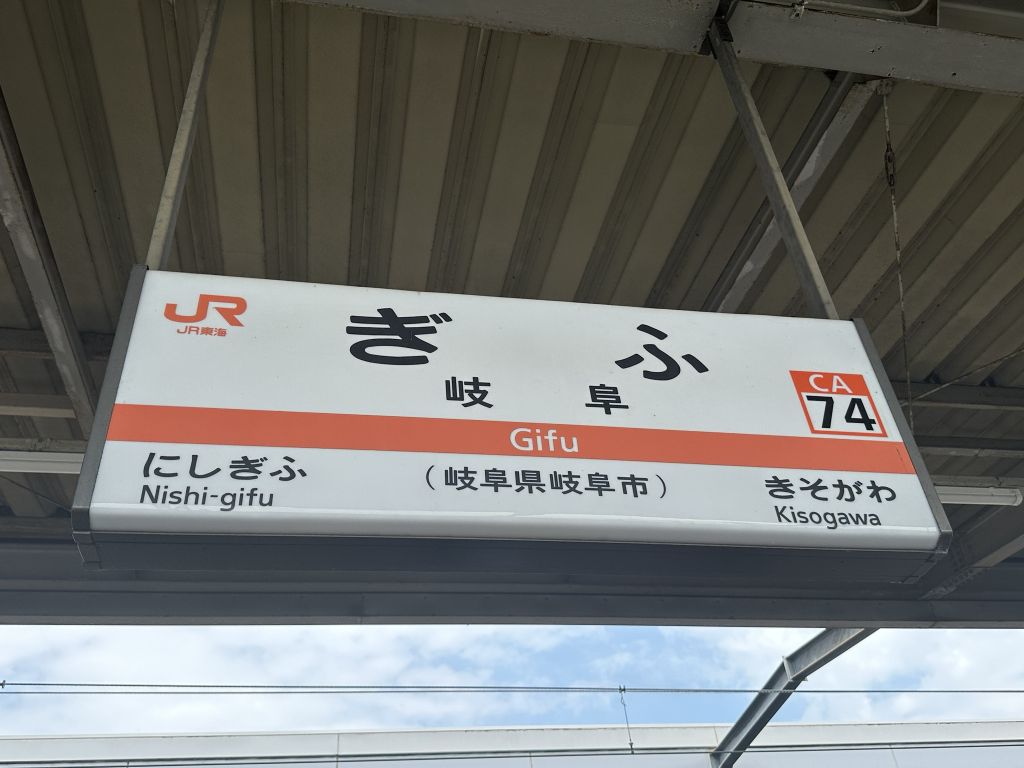 JR
JR東海
ぎふ
岐阜
CA
74
Gifu
にしぎふ
Nishi-gifu
（岐阜県岐阜市）
きそがわ
Kisogawa